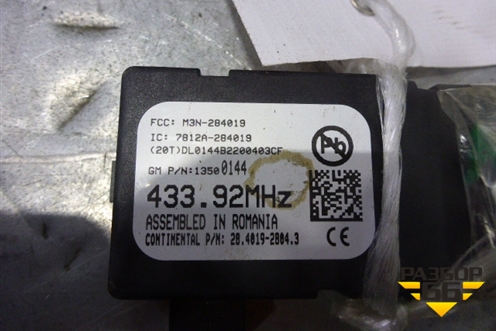 FCC: M3N-284019
IC: 7812A-284019
(20T)DL0144B2200403CF
GM P/N:13500144
Pb
433.92MHz
ASSEMBLED IN ROMANIA
CONTINENTAL P/N: 28.4019-2804.3
CE
РАЗБОР
66